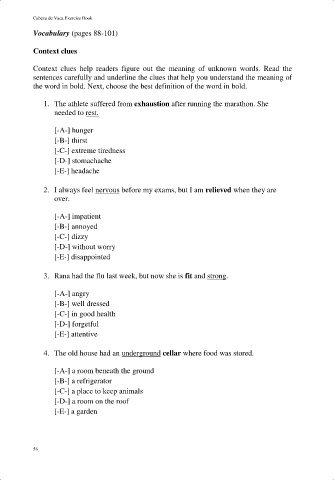 Cabeza de Vaca Exercise Book
Vocabulary (pages 88-101)
Context clues
Context clues help readers figure out the meaning of unknown words. Read the
sentences carefully and underline the clues that help you understand the meaning of
the word in bold. Next, choose the best definition of the word in bold.
1. The athlete suffered from exhaustion after running the marathon. She
needed to rest.
[-A-] hunger
[-B-] thirst
[-C-] extreme tiredness
[-D-] stomachache
[-E-] headache
2. I always feel nervous before my exams, but I am relieved when they are
over.
[-A-] impatient
[-B-] annoyed
[-C-] dizzy
[-D-] without worry
[-E-] disappointed
3. Rana had the flu last week, but now she is fit and strong.
[-A-] angry
[-B-] well dressed
[-C-] in good health
[-D-] forgetful
[-E-] attentive
4. The old house had an underground cellar where food was stored.
[-A-] a room beneath the ground
[-B-] a refrigerator
[-C-] a place to keep animals
[-D-] a room on the roof
[-E-] a garden